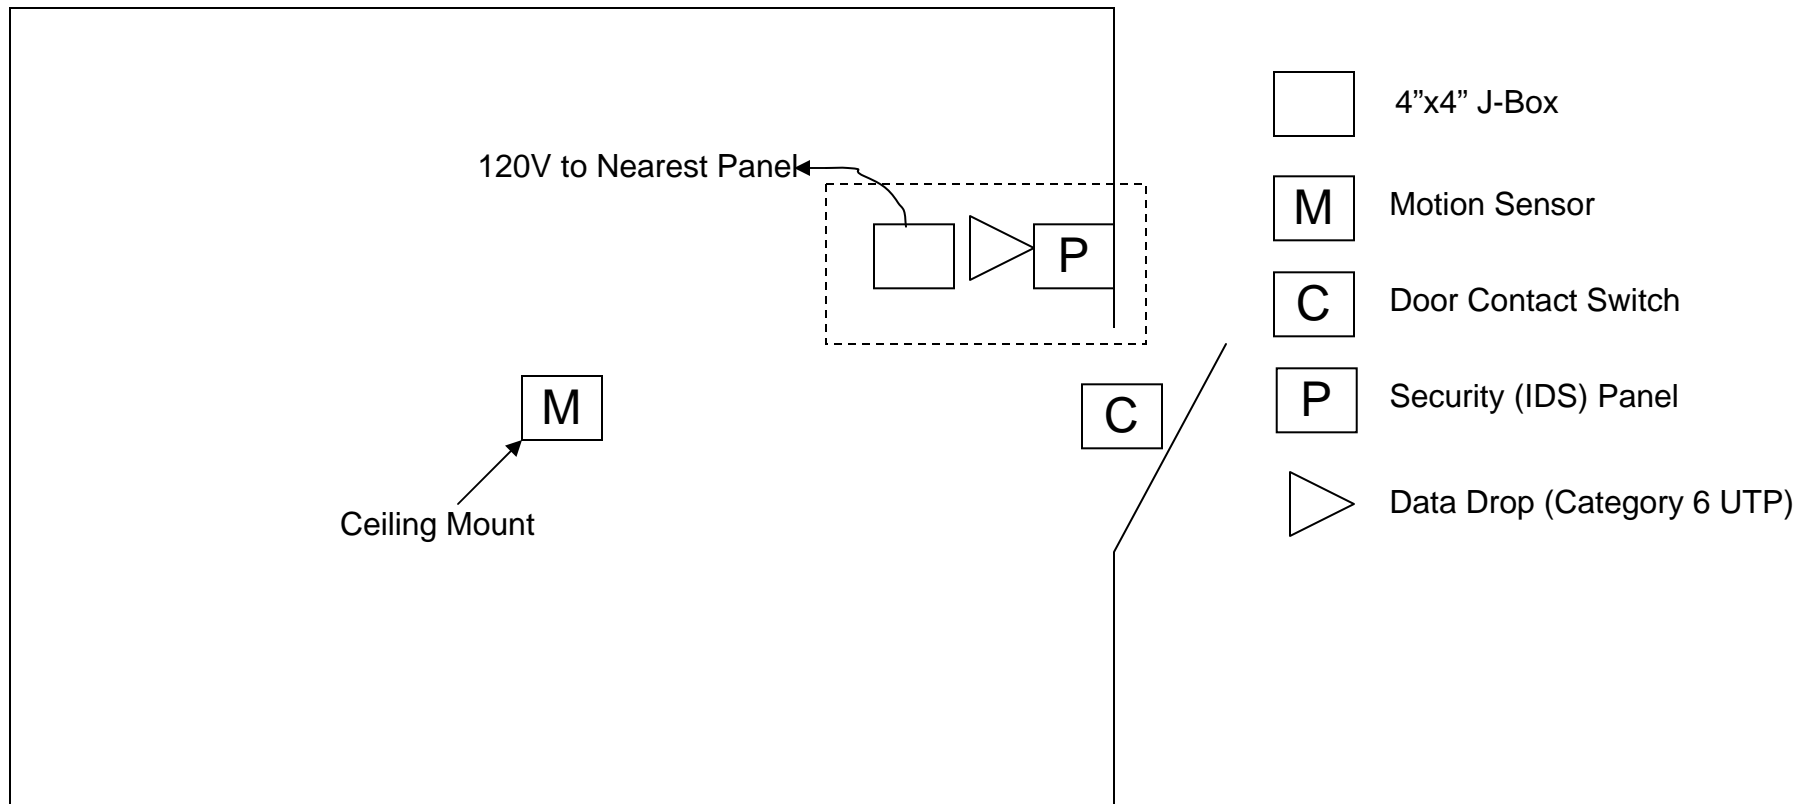 4”x4” J-Box
120V to Nearest Panel
M
Motion Sensor
P
C
Door Contact Switch
M
C
P
Security (IDS) Panel
Ceiling Mount
Data Drop (Category 6 UTP)